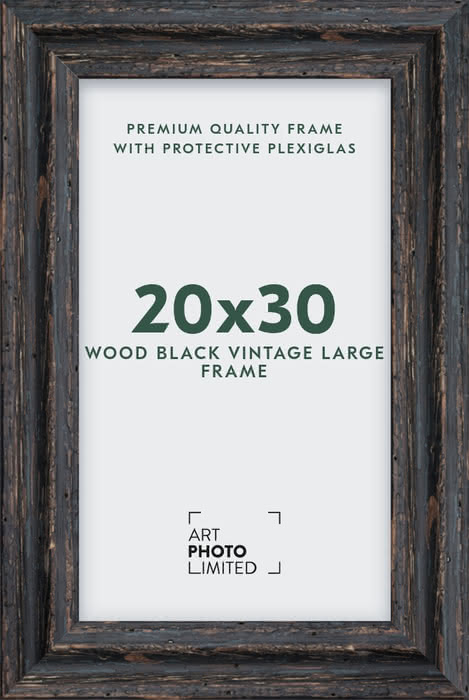 PREMIUM QUALITY FRAME
WITH PROTECTIVE PLEXIGLAS
20x30
WOOD BLACK VINTAGE LARGE
FRAME
ART
PHOTO
LIMITED